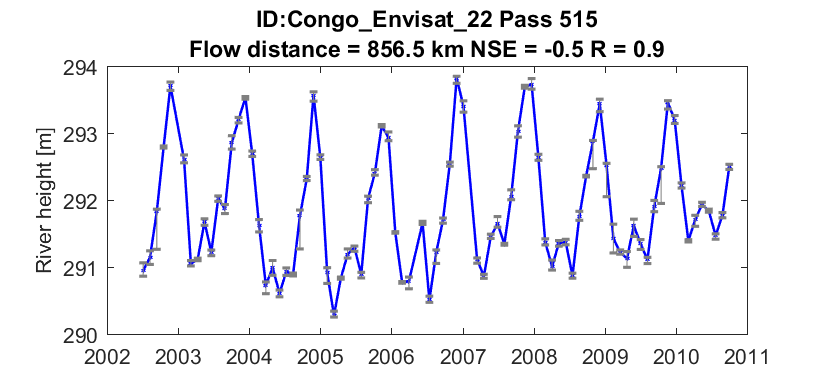 ID:Congo_Envisat_22 Pass 515
Flow distance = 856.5 km NSE = -0.5 R = 0.9
River height [m]
294
293
292
291
290
2002 2003 2004 2005 2006 2007 2008 2009 2010 2011